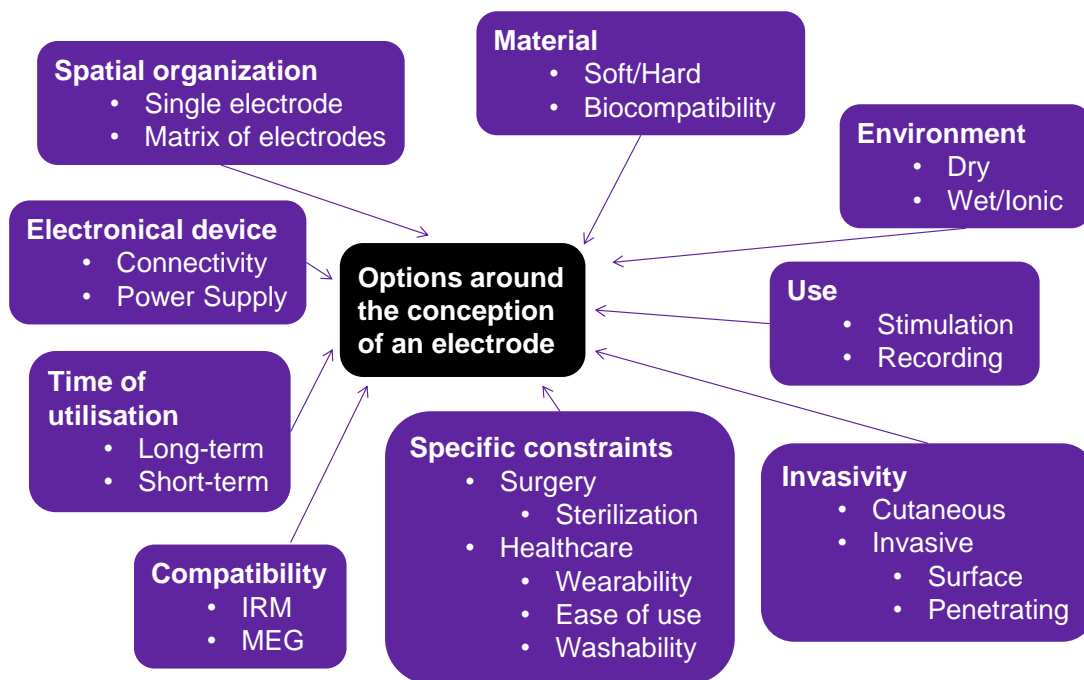 Spatial organization
• Single electrode
• Matrix of electrodes
Material
• Soft/Hard
• Biocompatibility
Environment
• Dry
• Wet/Ionic
Electronical device
• Connectivity
• Power Supply
Options around
the conception
of an electrode
Use
• Stimulation
• Recording
Time of
utilisation
• Long-term
• Short-term
Specific constraints
• Surgery
• Sterilization
• Healthcare
• Wearability
• Ease of use
• Washability
Invasivity
• Cutaneous
• Invasive
• Surface
• Penetrating
Compatibility
• IRM
• MEG